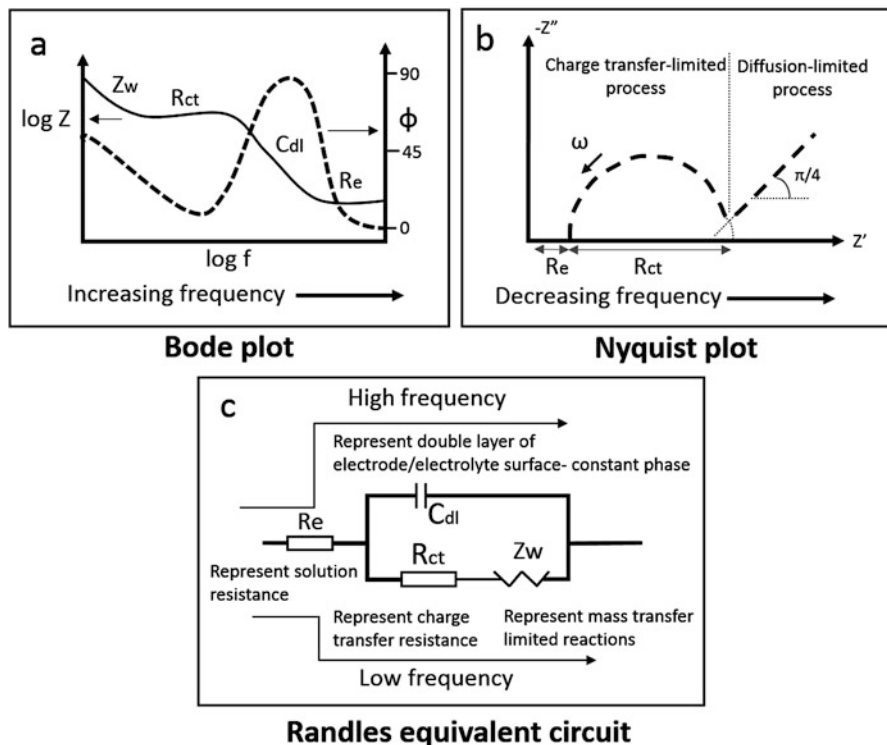 a
Zw
Rct
log Z
Cdl
Re
90
ϕ
45
0
log f
Increasing frequency
Bode plot
b
-Z"
Charge transfer-limited
process
Diffusion-limited
process
ω
π/4
Z'
Re
Rct
Decreasing frequency
Nyquist plot
c
High frequency
Represent double layer of
electrode/electrolyte surface- constant phase
Cdl
Re
Rct
Zw
Represent solution
resistance
Represent charge
transfer resistance
Represent mass transfer
limited reactions
Low frequency
Randles equivalent circuit